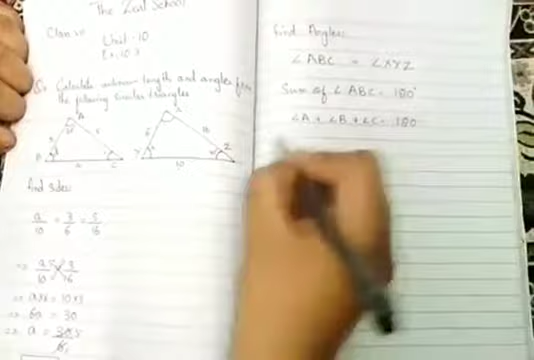 The Zeal School
Class VII
Unit - 10
Ex. 10.3
Q: Calculate unknown length and angles from
the following similar triangles.
A
B
C
a
6
10
Z
Find sides:
a/10 = 3/6 = 5/16
⇒ a/10 3/6
⇒ 6a = 30
⇒ a =
Find Angles:
∠ABC = ∠XYZ
Sum of ∠ABC = 180°
∠A + ∠B + ∠C = 180